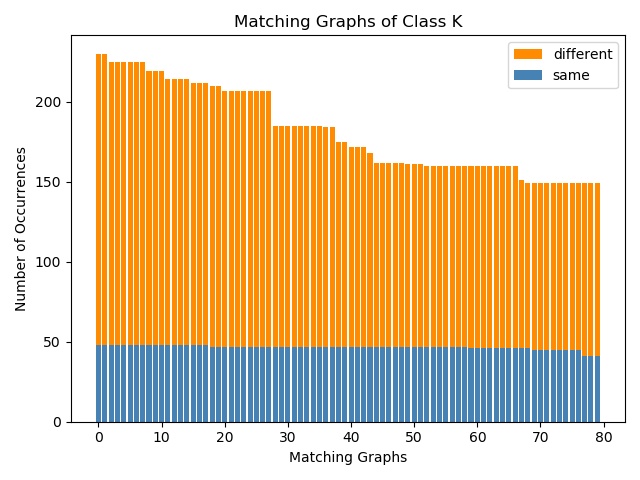 Matching Graphs of Class K
different
same
Number of Occurrences
200
150
100
50
0
0 10 20 30 40 50 60 70 80
Matching Graphs